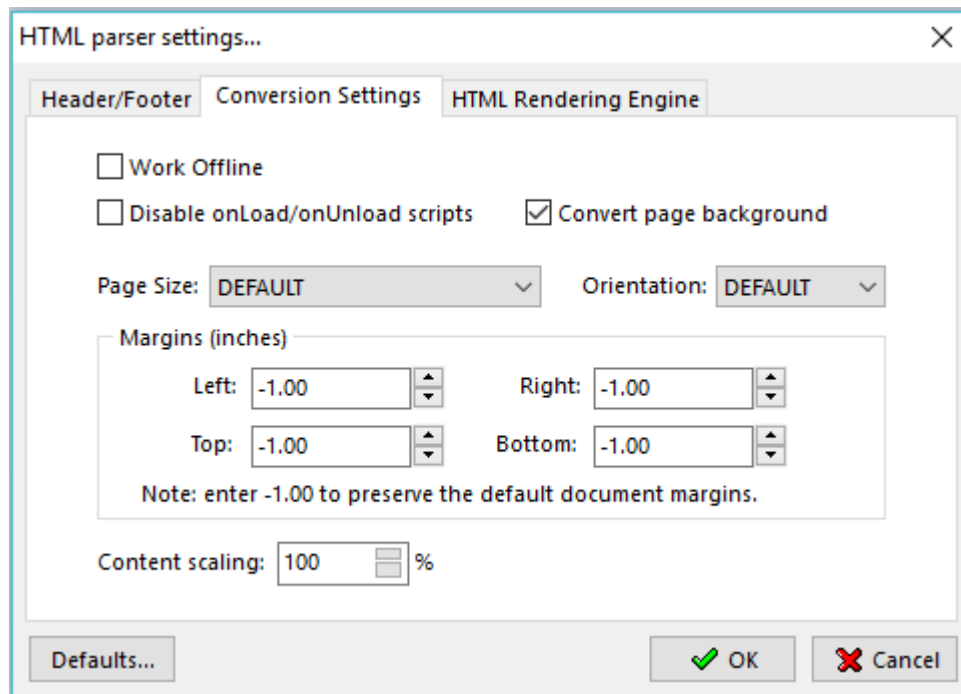 HTML parser settings...
Header/Footer Conversion Settings HTML Rendering Engine
Work Offline
Disable onLoad/onUnload scripts Convert page background
Page Size: DEFAULT Orientation: DEFAULT
Margins (inches)
Left: -1.00 Right: -1.00
Top: -1.00 Bottom: -1.00
Note: enter -1.00 to preserve the default document margins.
Content scaling: 100 %
Defaults... OK Cancel